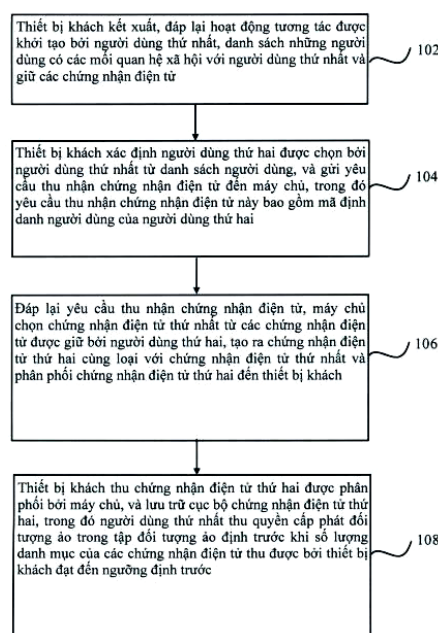 Thiết bị khách kết xuất, đáp lại hoạt động tương tác được
khởi tạo bởi người dùng thứ nhất, danh sách những người
dùng có các mối quan hệ xã hội với người dùng thứ nhất và
giữ các chứng nhận điện tử
102
Thiết bị khách xác định người dùng thứ hai được chọn bởi
người dùng thứ nhất từ danh sách người dùng, và gửi yêu
cầu thu nhận chứng nhận điện tử đến máy chủ, trong đó
yêu cầu thu nhận chứng nhận điện tử này bao gồm mã định
danh người dùng của người dùng thứ hai
104
Đáp lại yêu cầu thu nhận chứng nhận điện tử, máy chủ
chọn chứng nhận điện tử thứ nhất từ các chứng nhận điện
tử được giữ bởi người dùng thứ hai, tạo ra chứng nhận điện
tử thứ hai cùng loại với chứng nhận điện tử thứ nhất và
phân phối chứng nhận điện tử thứ hai đến thiết bị khách
106
Thiết bị khách thu chứng nhận điện tử thứ hai được phân
phối bởi máy chủ, và lưu trữ cục bộ chứng nhận điện tử thứ
hai, trong đó người dùng thứ nhất thu quyền cấp phát đối
tượng ảo trong tập đối tượng ảo định trước khi số lượng
danh mục của các chứng nhận điện tử thu được bởi thiết bị
khách đạt đến ngưỡng định trước
108